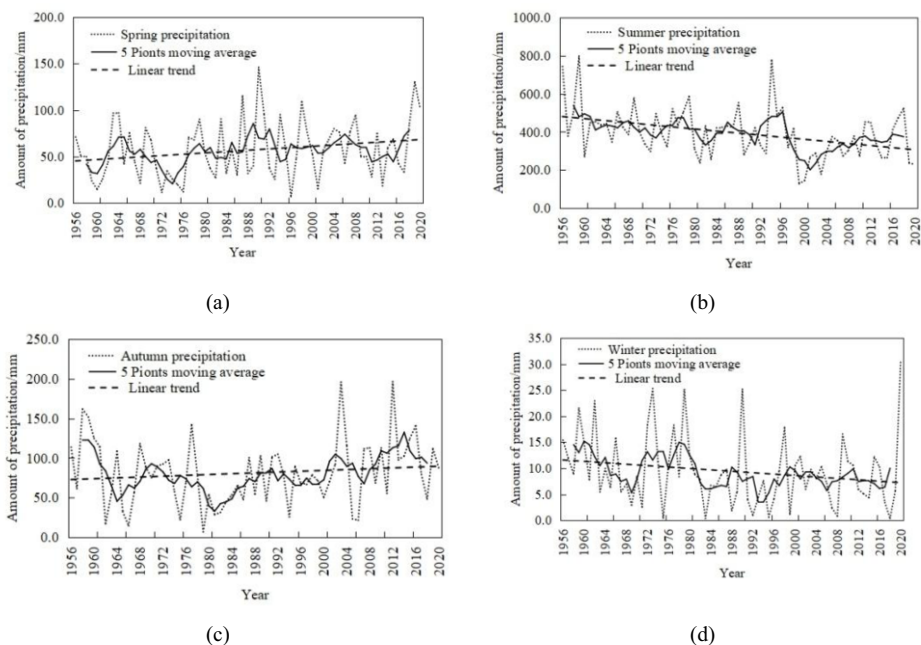 200.0
150.0
100.0
50.0
0.0
Amount of precipitation/mm
Spring precipitation
5 Pionts moving average
Linear trend
1956 1960 1964 1968 1972 1976 1980 1984 1988 1992 1996 2000 2004 2008 2012 2016 2020
Year
(a)
1000.0
800.0
600.0
400.0
200.0
0.0
Amount of precipitation/mm
Summer precipitation
5 Pionts moving average
Linear trend
1956 1960 1964 1968 1972 1976 1980 1984 1988 1992 1996 2000 2004 2008 2012 2016 2020
Year
(b)
250.0
200.0
150.0
100.0
50.0
0.0
Amount of precipitation/mm
Autumn precipitation
5 Pionts moving average
Linear trend
1956 1960 1964 1968 1972 1976 1980 1984 1988 1992 1996 2000 2004 2008 2012 2016 2020
Year
(c)
35.0
30.0
25.0
20.0
15.0
10.0
5.0
0.0
Amount of precipitation/mm
Winter precipitation
5 Pionts moving average
Linear trend
1956 1960 1964 1968 1972 1976 1980 1984 1988 1992 1996 2000 2004 2008 2012 2016 2020
Year
(d)